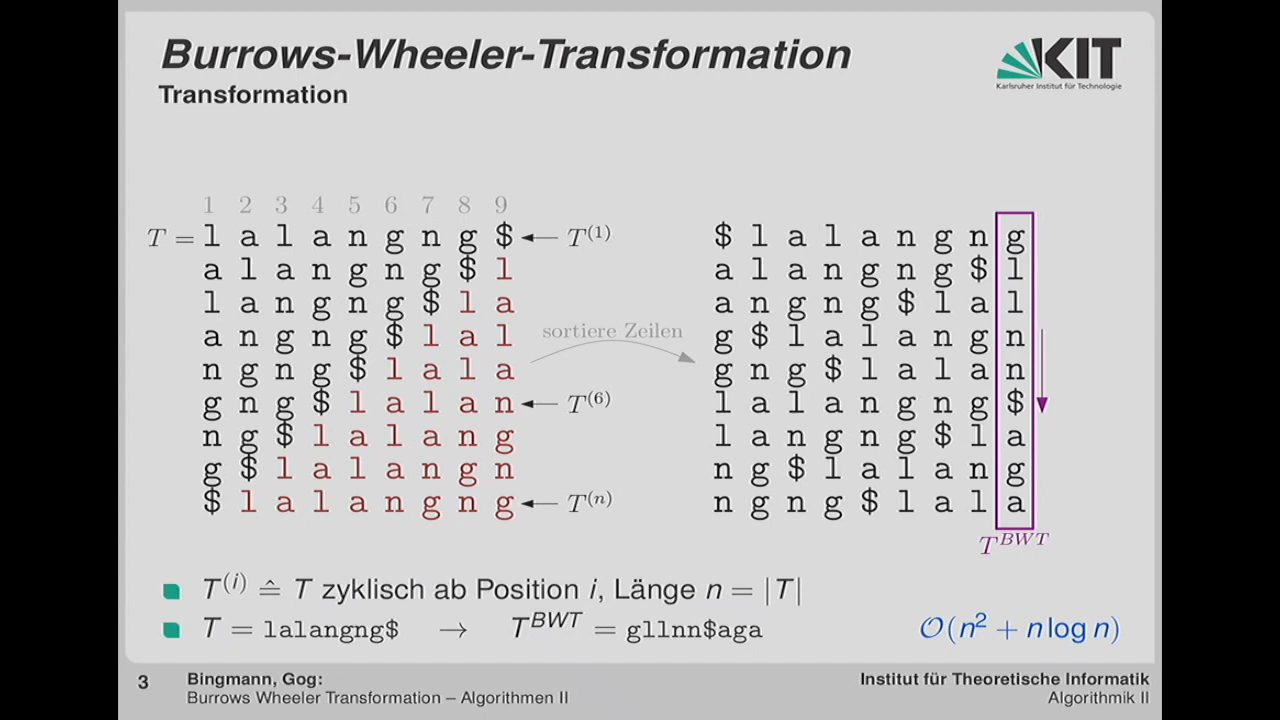 Burrows-Wheeler-Transformation
Transformation
KIT
Karlsruher Institut für Technologie
1 2 3 4 5 6 7 8 9
T = l a l a n g n g $ ← T^(1)
a l a n g n g $ l
l a n g n g $ l a
a n g n g $ l a l
n g n g $ l a l a
g n g $ l a l a n ← T^(6)
n g $ l a l a n g
g $ l a l a n g n
$ l a l a n g n g ← T^(n)
sortiere Zeilen
$ l a l a n g n g
a l a n g n g $ l
a n g n g $ l a l
g $ l a l a n g n
g n g $ l a l a n
l a l a n g n g $
l a n g n g $ l a
n g $ l a l a n g
n g n g $ l a l a
T^BWT
T^(i) ≙ T zyklisch ab Position i, Länge n = |T|
T = lalangng$ → T^BWT = gllnn$aga
O(n² + n log n)
3
Bingmann, Gog:
Burrows Wheeler Transformation – Algorithmen II
Institut für Theoretische Informatik
Algorithmik II